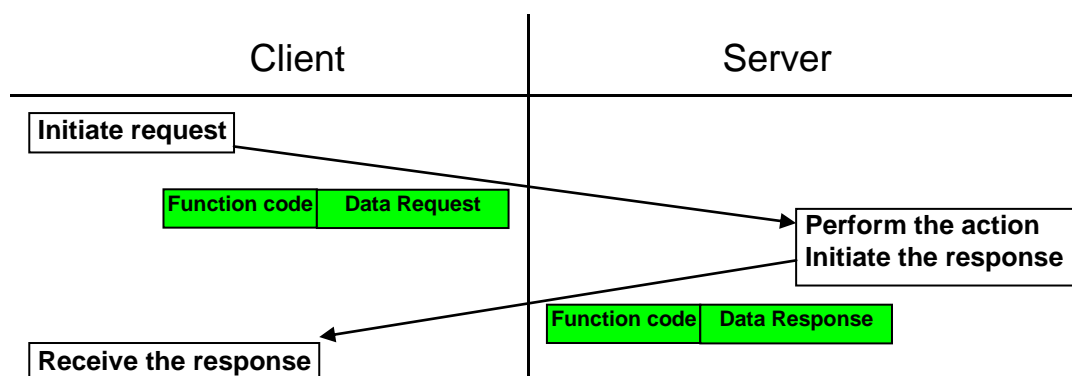 Client
Server
Initiate request
Function code Data Request
Perform the action
Initiate the response
Function code Data Response
Receive the response